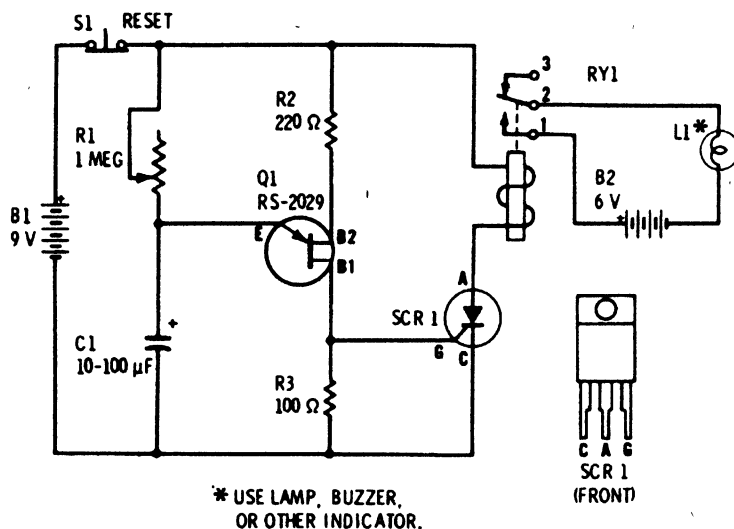 S1 RESET
3
RY1
2
1
L1*
R2
220 Ω
R1
1 MEG
Q1
RS-2029
B2
6 V
+
B1
9 V
+
E
B2
B1
A
SCR 1
G
C
C1
10-100 μF
+
R3
100 Ω
C A G
SCR 1
(FRONT)
* USE LAMP, BUZZER,
OR OTHER INDICATOR.